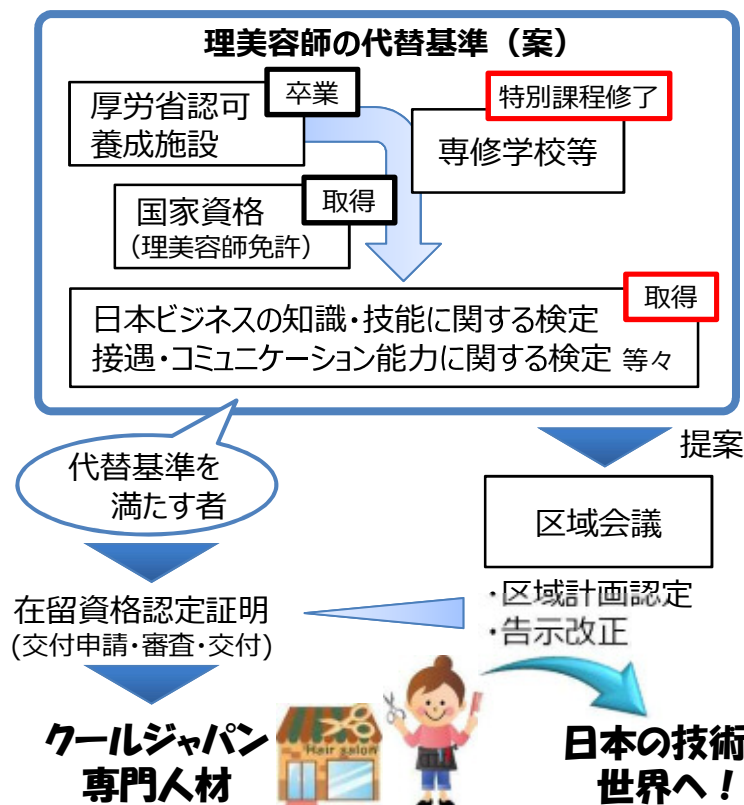 理美容師の代替基準（案）
厚労省認可
養成施設
卒業
特別課程修了
専修学校等
国家資格
（理美容師免許）
取得
取得
日本ビジネスの知識・技能に関する検定
接遇・コミュニケーション能力に関する検定 等々
代替基準を
満たす者
提案
区域会議
・区域計画認定
・告示改正
在留資格認定証明
(交付申請・審査・交付)
クールジャパン
専門人材
Hair salon
日本の技術
世界へ！